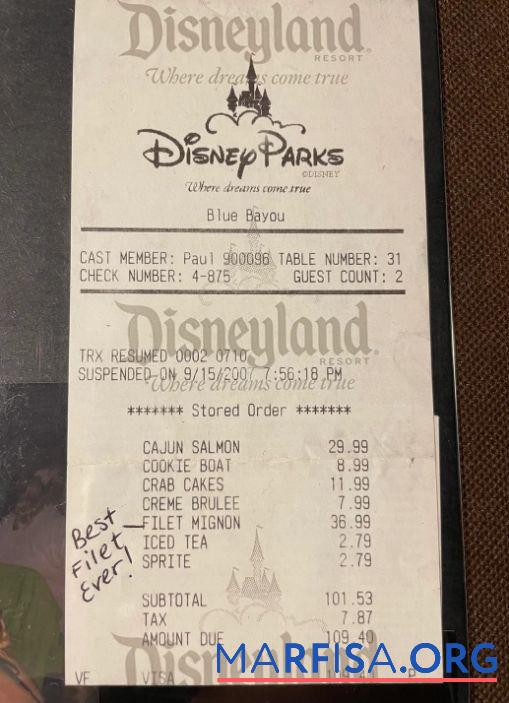 Disneyland
RESORT
Where dreams come true
DISNEY PARKS
©DISNEY
Where dreams come true
Blue Bayou
CAST MEMBER: Paul 900096 TABLE NUMBER: 31
CHECK NUMBER: 4-875 GUEST COUNT: 2
Disneyland
RESORT
TRX RESUMED 0002 0710
SUSPENDED ON 9/15/2007 7:56:18 PM
Where dreams come true
******* Stored Order *******
CAJUN SALMON 29.99
COOKIE BOAT 8.99
CRAB CAKES 11.99
CREME BRULEE 7.99
Best Filet Ever! — FILET MIGNON 36.99
ICED TEA 2.79
SPRITE 2.79
SUBTOTAL 101.53
TAX 7.87
AMOUNT DUE 109.40
Disneyland
MARFISA.ORG
VF VISA